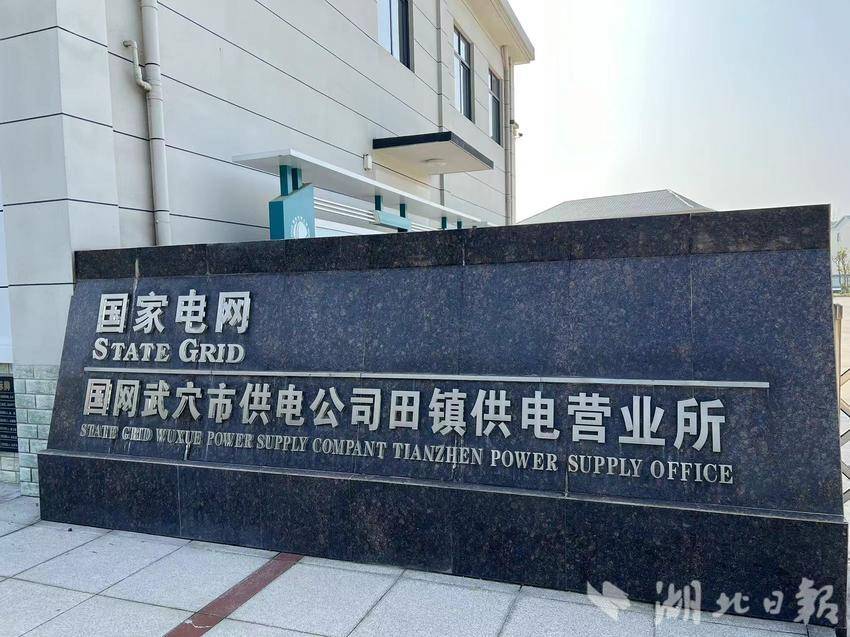 国家电网
STATE GRID
国网武穴市供电公司田镇供电营业所
STATE GRID WUXUE POWER SUPPLY COMPANT TIANZHEN POWER SUPPLY OFFICE
湖北日報